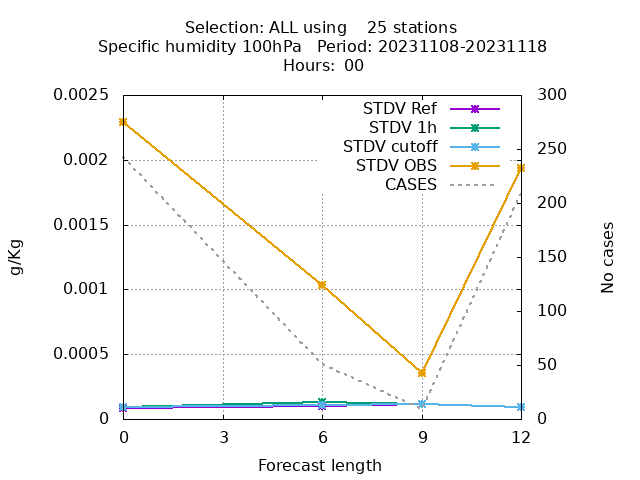 Selection: ALL using    25 stations
Specific humidity 100hPa   Period: 20231108-20231118
Hours:  00
STDV Ref
STDV 1h
STDV cutoff
STDV OBS
CASES
0.0025
0.002
0.0015
0.001
0.0005
0
g/Kg
300
250
200
150
100
50
0
No cases
0 3 6 9 12
Forecast length